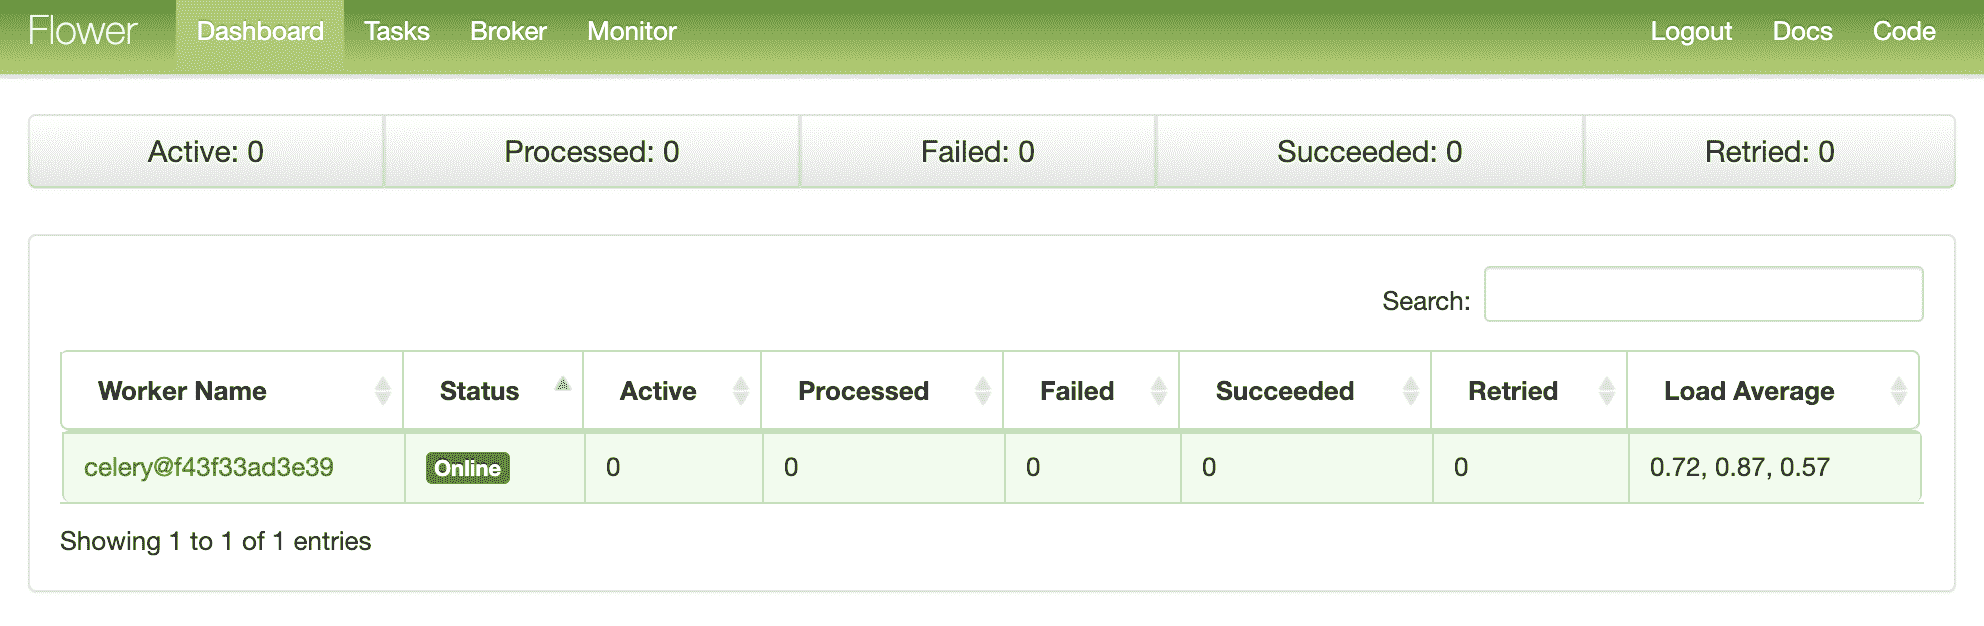 Flower Dashboard Tasks Broker Monitor Logout Docs Code
Active: 0 Processed: 0 Failed: 0 Succeeded: 0 Retried: 0
Search:
Worker Name Status Active Processed Failed Succeeded Retried Load Average
celery@f43f33ad3e39 Online 0 0 0 0 0 0.72, 0.87, 0.57
Showing 1 to 1 of 1 entries